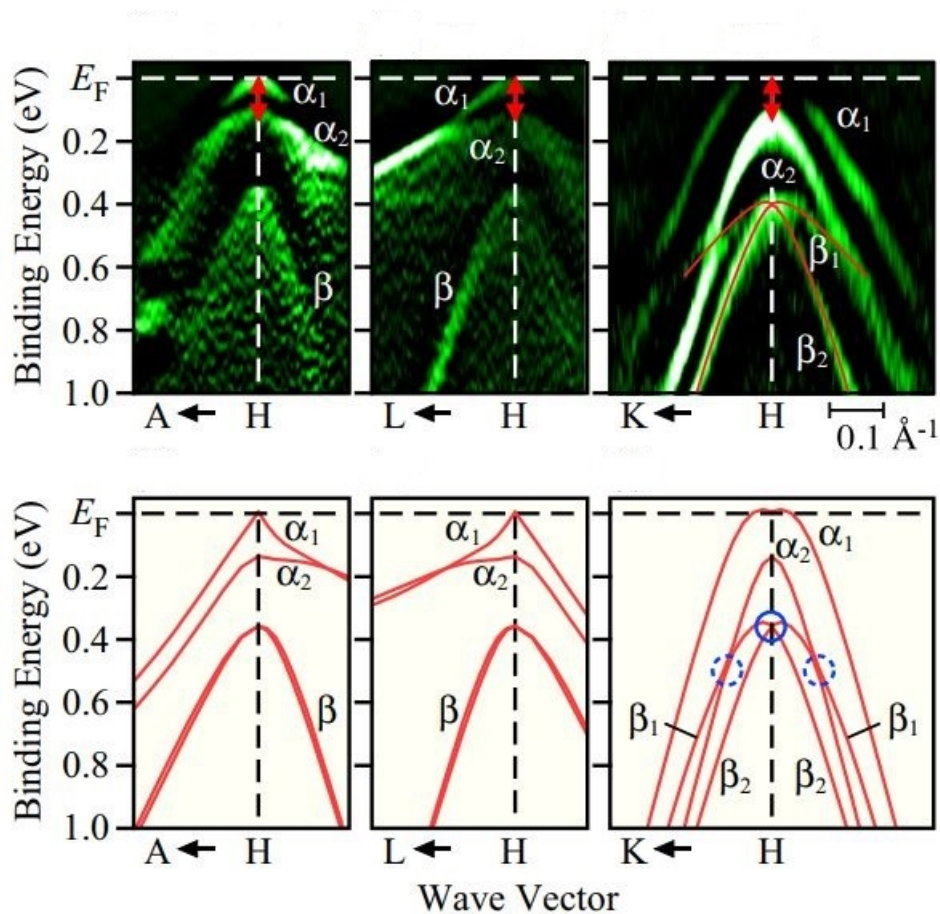 Binding Energy (eV)
E_F
0.2
0.4
0.6
0.8
1.0
α₁
α₂
β
A ← H
α₁
α₂
β
L ← H
α₁
α₂
β₁
β₂
K ← H
0.1 Å⁻¹
Binding Energy (eV)
E_F
0.2
0.4
0.6
0.8
1.0
α₁
α₂
β
A ← H
α₁
α₂
β
L ← H
α₂
α₁
β₁
β₁
β₂
β₂
K ← H
Wave Vector